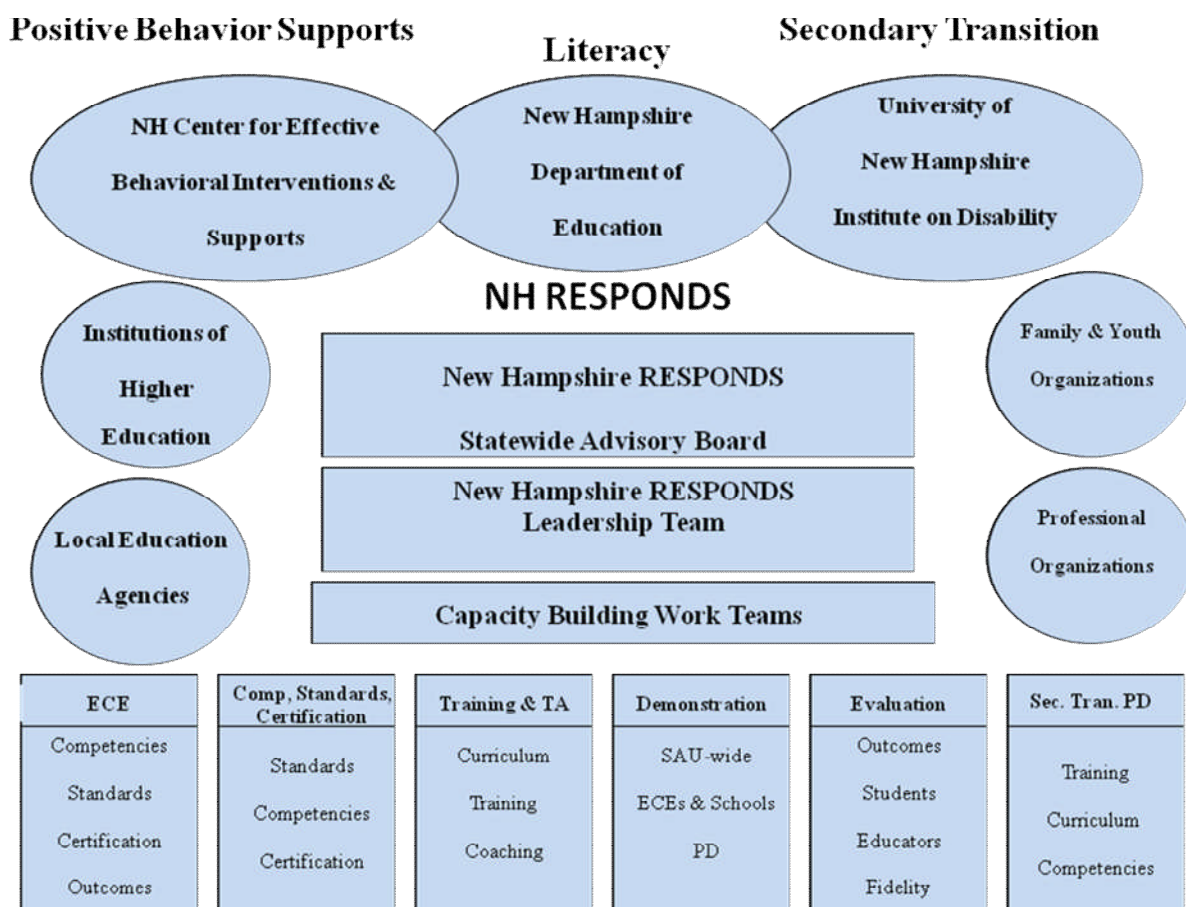 Positive Behavior Supports
Literacy
Secondary Transition
NH Center for Effective
Behavioral Interventions &
Supports
New Hampshire
Department of
Education
University of
New Hampshire
Institute on Disability
NH RESPONDS
Institutions of
Higher
Education
New Hampshire RESPONDS
Statewide Advisory Board
Family & Youth
Organizations
Local Education
Agencies
New Hampshire RESPONDS
Leadership Team
Professional
Organizations
Capacity Building Work Teams
ECE
Competencies
Standards
Certification
Outcomes
Comp, Standards,
Certification
Standards
Competencies
Certification
Training & TA
Curriculum
Training
Coaching
Demonstration
SAU-wide
ECEs & Schools
PD
Evaluation
Outcomes
Students
Educators
Fidelity
Sec. Tran. PD
Training
Curriculum
Competencies